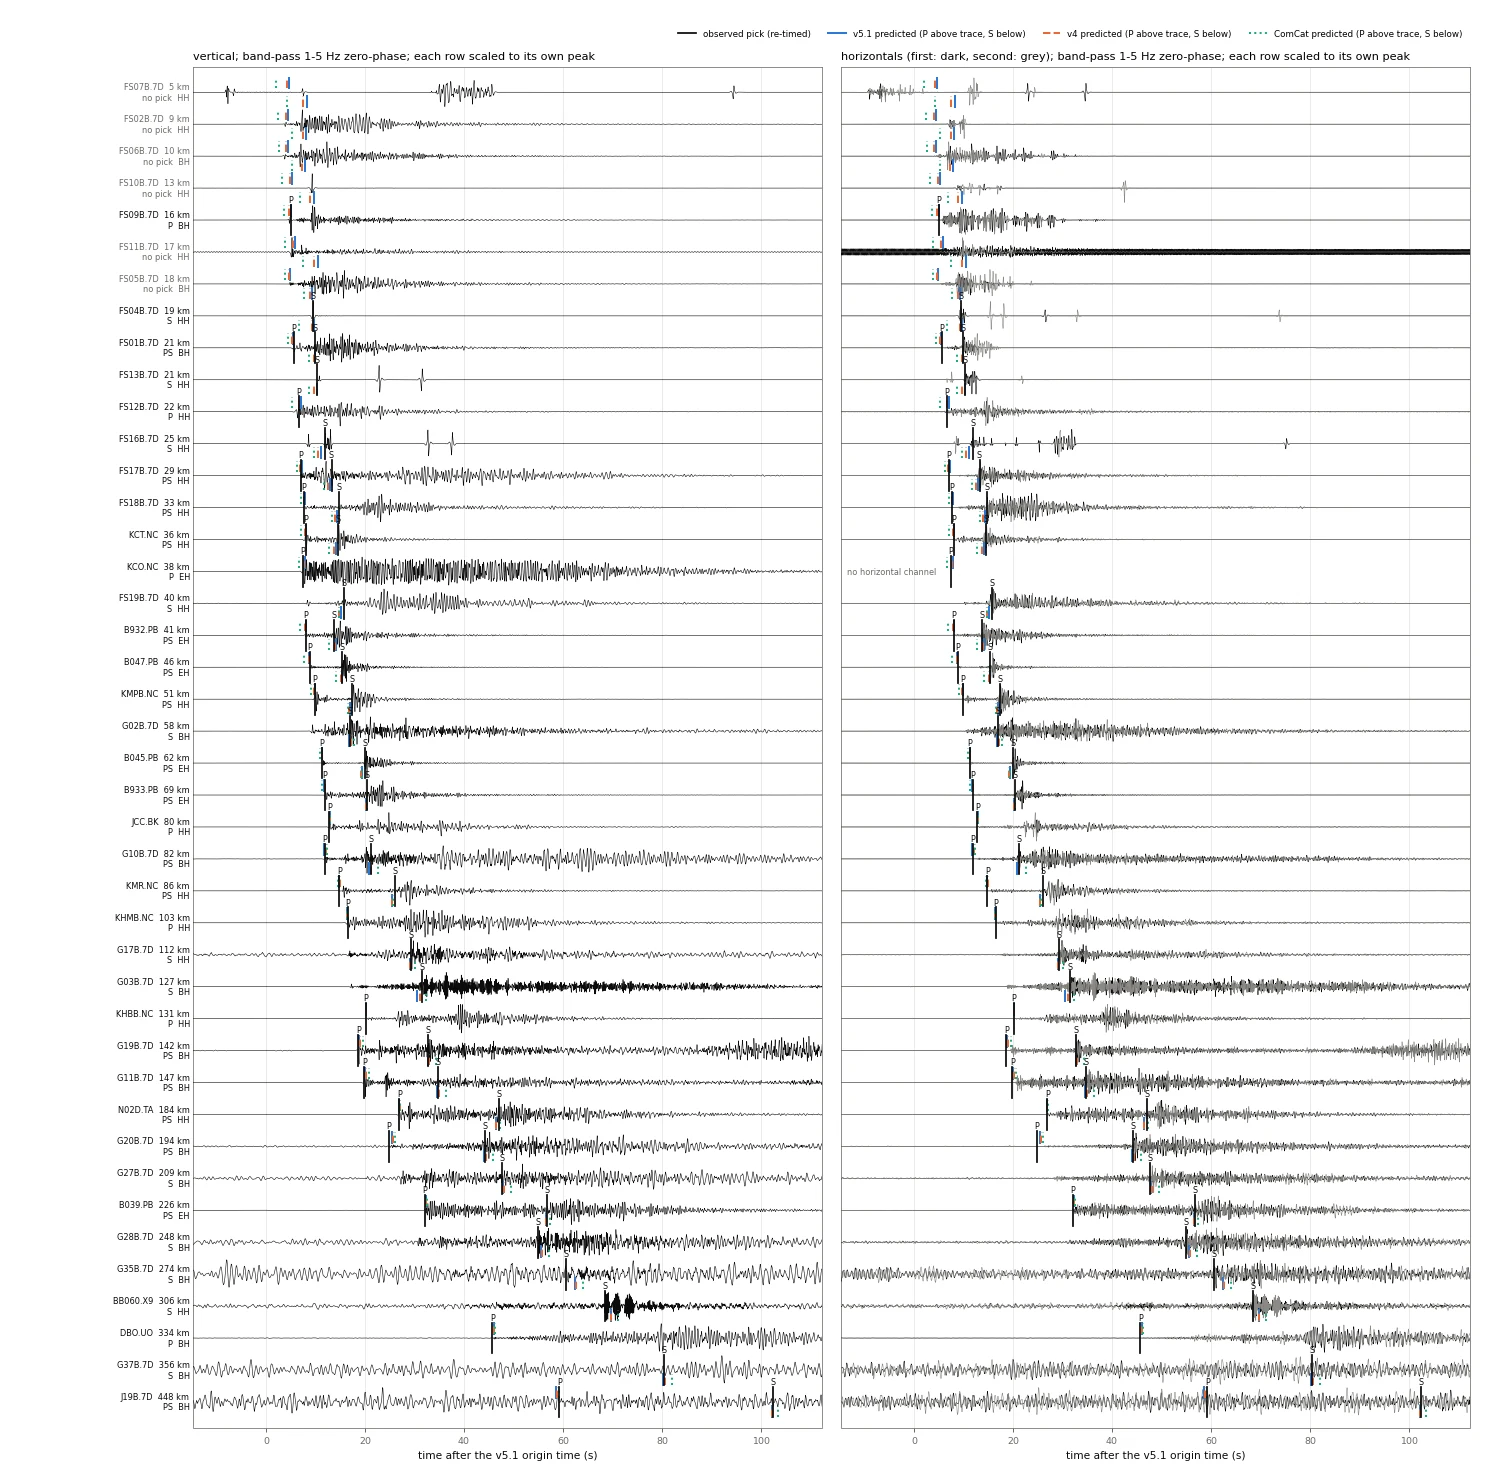 observed pick (re-timed) v5.1 predicted (P above trace, S below) v4 predicted (P above trace, S below) ComCat predicted (P above trace, S below)
vertical; band-pass 1-5 Hz zero-phase; each row scaled to its own peak
horizontals (first: dark, second: grey); band-pass 1-5 Hz zero-phase; each row scaled to its own peak
FS07B.7D 5 km
no pick HH
FS02B.7D 9 km
no pick HH
FS06B.7D 10 km
no pick BH
FS10B.7D 13 km
no pick HH
FS09B.7D 16 km
P BH
FS11B.7D 17 km
no pick HH
FS05B.7D 18 km
no pick BH
FS04B.7D 19 km
S HH
FS01B.7D 21 km
PS BH
FS13B.7D 21 km
S HH
FS12B.7D 22 km
P HH
FS16B.7D 25 km
S HH
FS17B.7D 29 km
PS HH
FS18B.7D 33 km
PS HH
KCT.NC 36 km
PS HH
KCO.NC 38 km
P EH
no horizontal channel
FS19B.7D 40 km
S HH
B932.PB 41 km
PS EH
B047.PB 46 km
PS EH
KMPB.NC 51 km
PS HH
G02B.7D 58 km
S BH
B045.PB 62 km
PS EH
B933.PB 69 km
PS EH
JCC.BK 80 km
P HH
G10B.7D 82 km
PS BH
KMR.NC 86 km
PS HH
KHMB.NC 103 km
P HH
G17B.7D 112 km
S HH
G03B.7D 127 km
S BH
KHBB.NC 131 km
P HH
G19B.7D 142 km
PS BH
G11B.7D 147 km
PS BH
N02D.TA 184 km
PS HH
G20B.7D 194 km
PS BH
G27B.7D 209 km
S BH
B039.PB 226 km
PS EH
G28B.7D 248 km
S BH
G35B.7D 274 km
S BH
BB060.X9 306 km
S HH
DBO.UO 334 km
P BH
G37B.7D 356 km
S BH
J19B.7D 448 km
PS BH
0 20 40 60 80 100
time after the v5.1 origin time (s)
0 20 40 60 80 100
time after the v5.1 origin time (s)